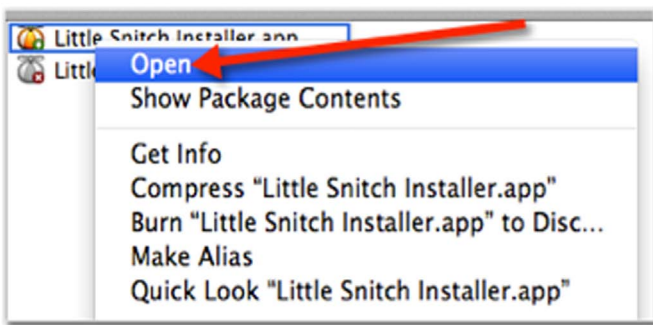 Little Snitch Installer.app
Little
Open
Show Package Contents
Get Info
Compress “Little Snitch Installer.app”
Burn “Little Snitch Installer.app” to Disc...
Make Alias
Quick Look “Little Snitch Installer.app”